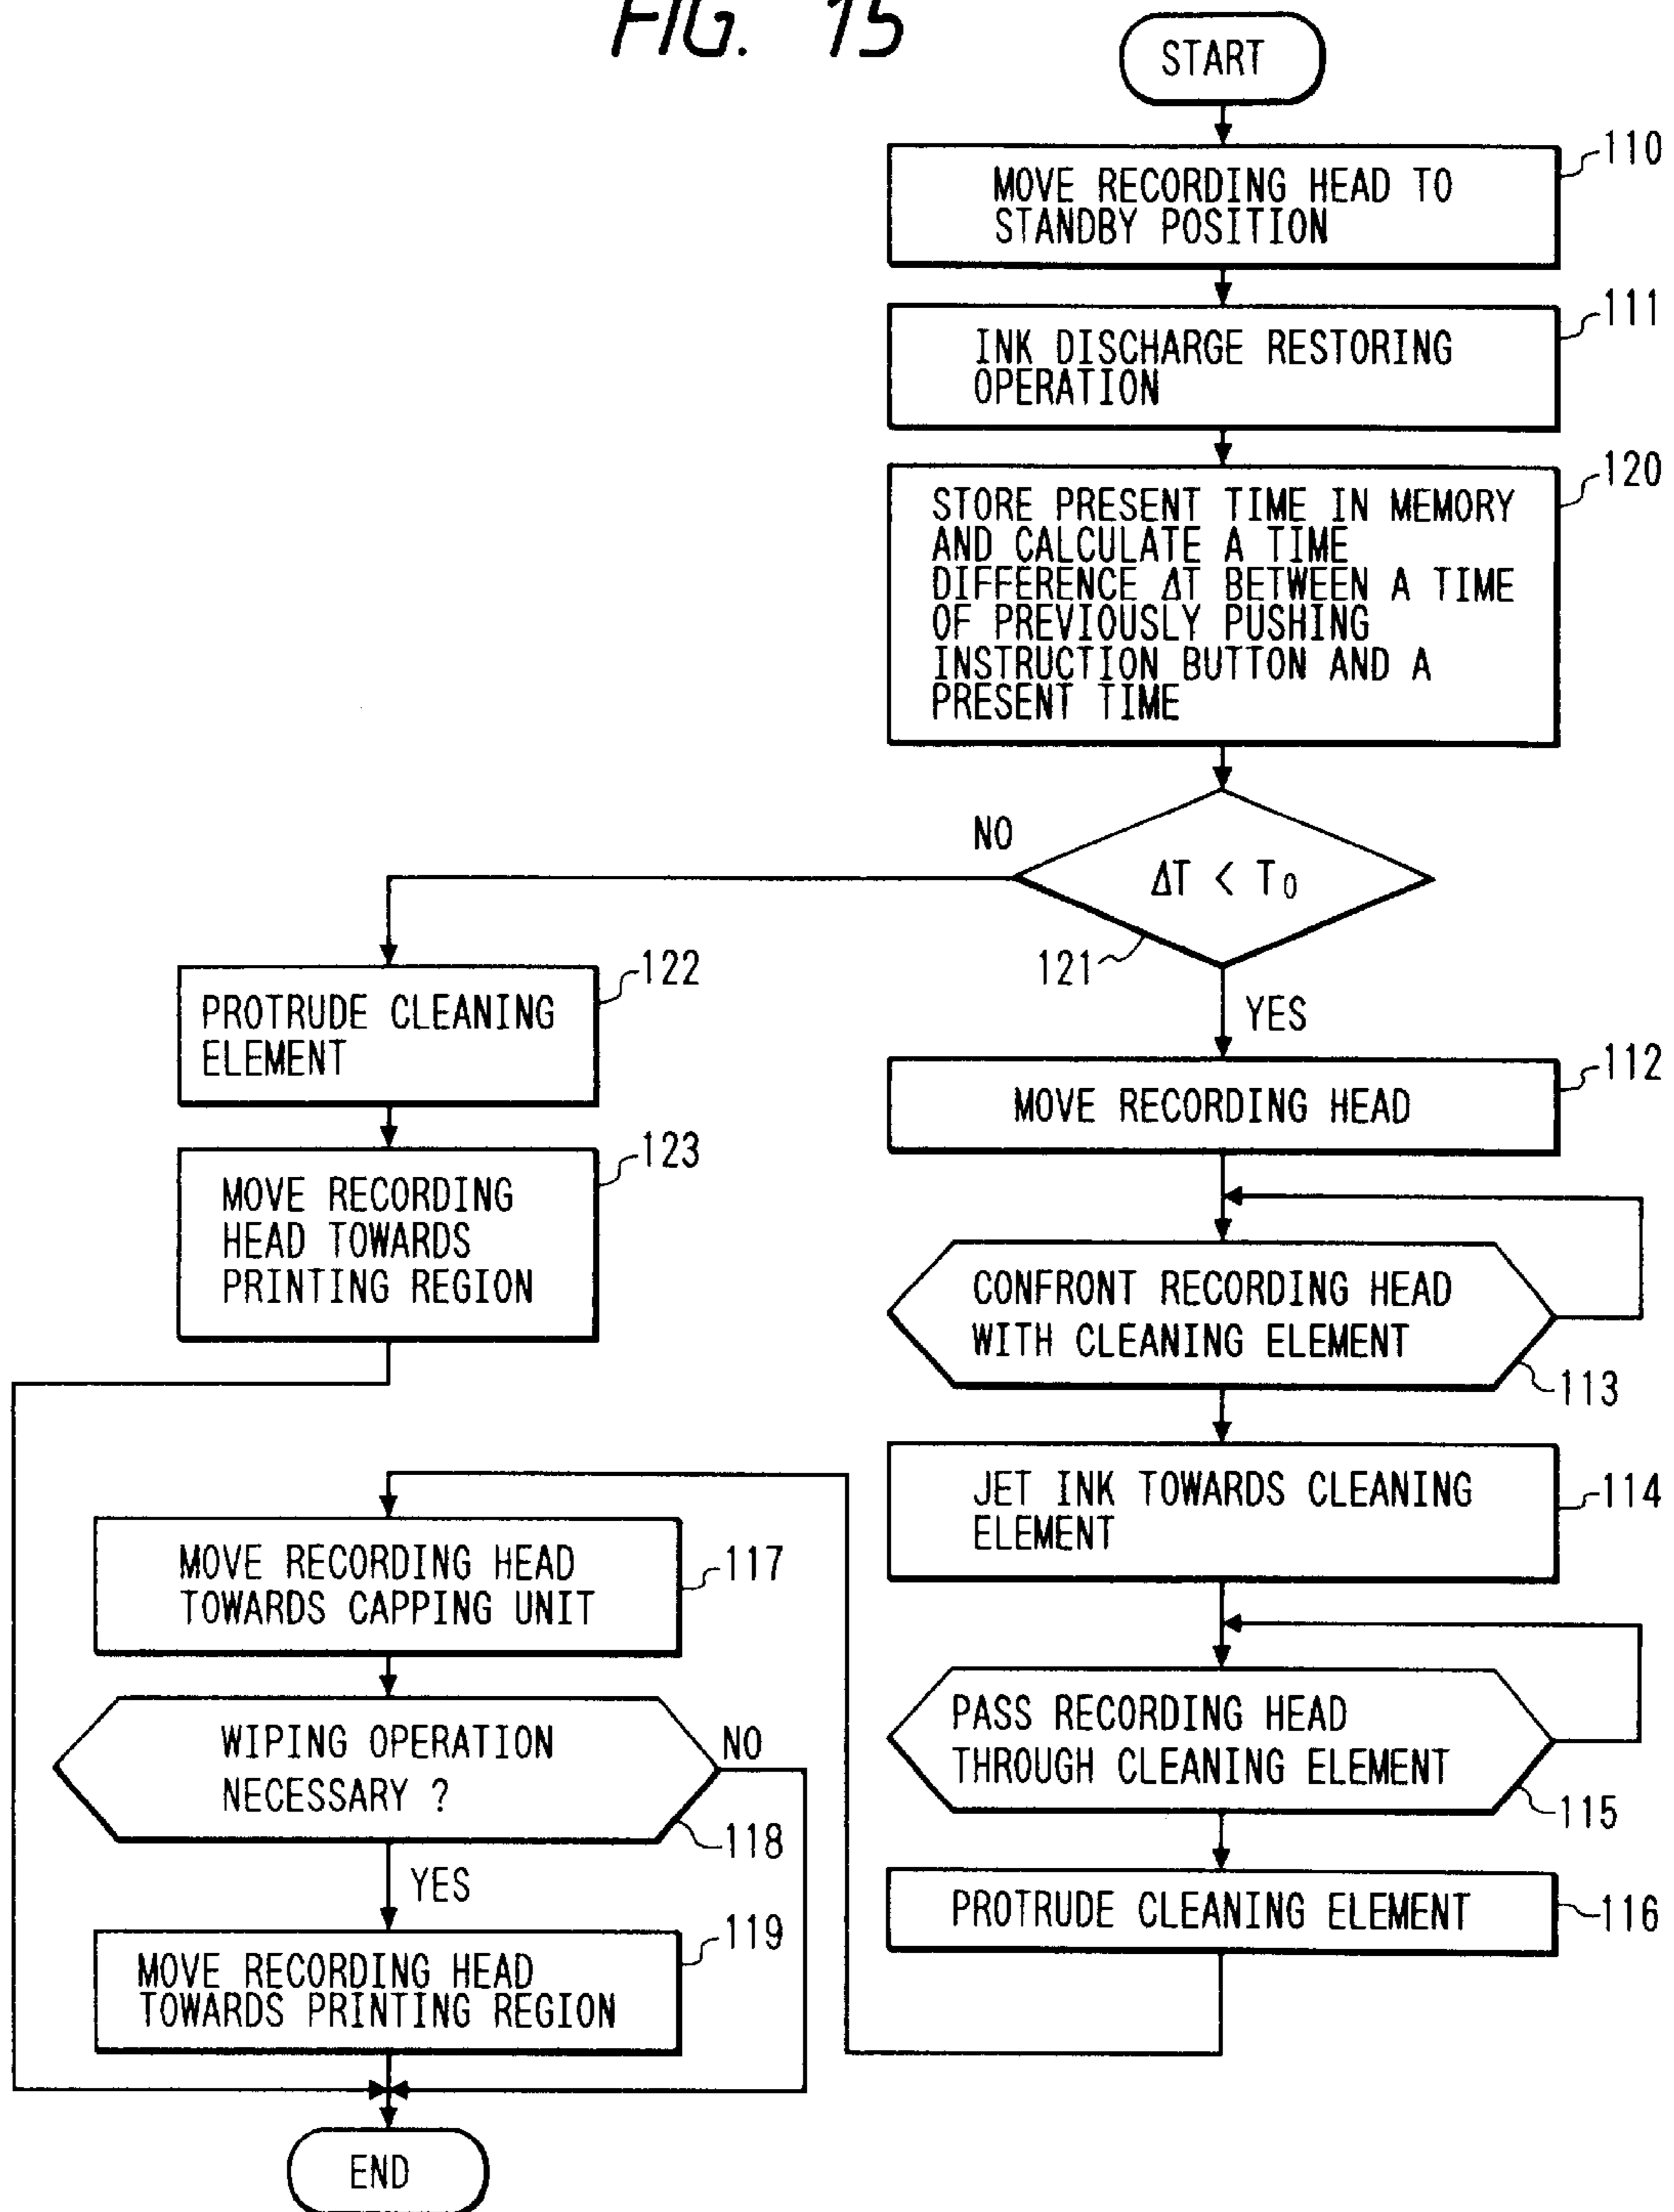 FIG. 15
START
110
MOVE RECORDING HEAD TO
STANDBY POSITION
111
INK DISCHARGE RESTORING
OPERATION
120
STORE PRESENT TIME IN MEMORY
AND CALCULATE A TIME
DIFFERENCE ΔT BETWEEN A TIME
OF PREVIOUSLY PUSHING
INSTRUCTION BUTTON AND A
PRESENT TIME
NO
ΔT < T₀
121
YES
122
PROTRUDE CLEANING
ELEMENT
123
MOVE RECORDING
HEAD TOWARDS
PRINTING REGION
112
MOVE RECORDING HEAD
CONFRONT RECORDING HEAD
WITH CLEANING ELEMENT
113
JET INK TOWARDS CLEANING
ELEMENT
114
PASS RECORDING HEAD
THROUGH CLEANING ELEMENT
115
PROTRUDE CLEANING ELEMENT
116
MOVE RECORDING HEAD
TOWARDS CAPPING UNIT
117
WIPING OPERATION
NECESSARY ?
NO
118
YES
119
MOVE RECORDING HEAD
TOWARDS PRINTING REGION
END